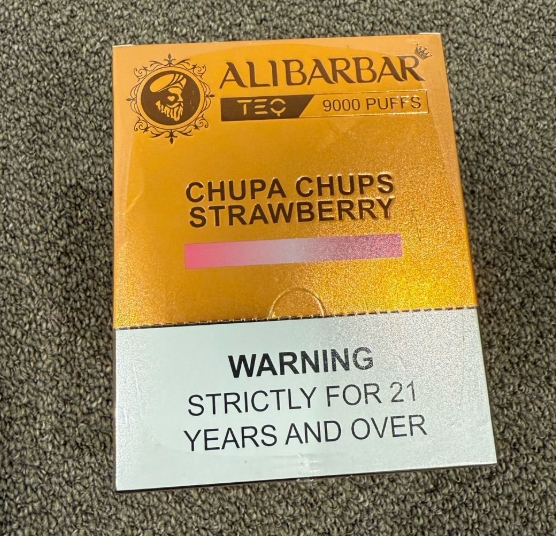 ALIBARBAR
TEQ 9000 PUFFS
CHUPA CHUPS
STRAWBERRY
WARNING
STRICTLY FOR 21
YEARS AND OVER